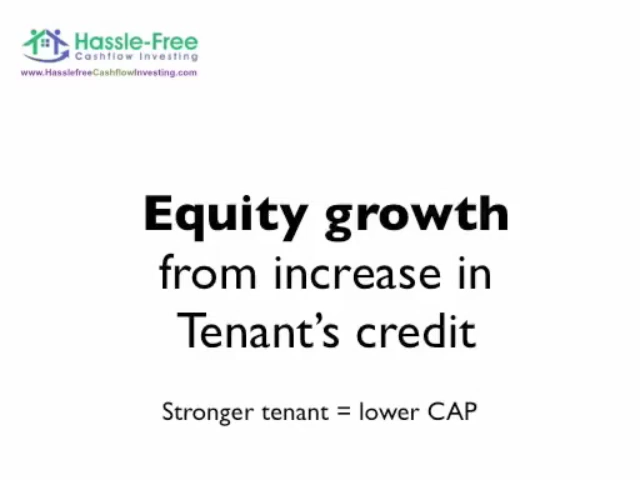 Hassle-Free
Cashflow Investing
www.HasslefreeCashflowInvesting.com
Equity growth
from increase in
Tenant's credit
Stronger tenant = lower CAP